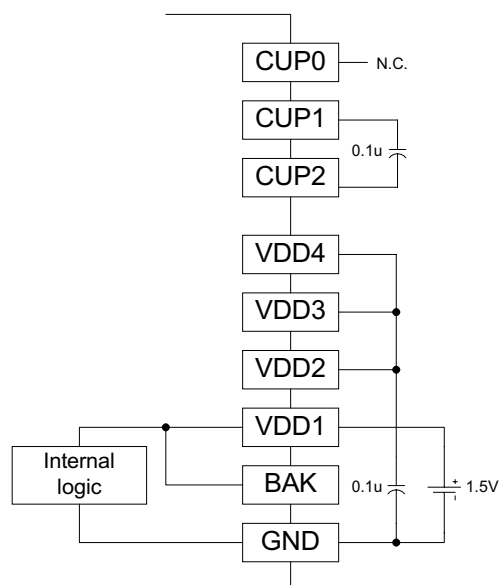 CUP0
N.C.
CUP1
0.1u
CUP2
VDD4
VDD3
VDD2
VDD1
Internal
logic
BAK
0.1u
+
1.5V
-
GND